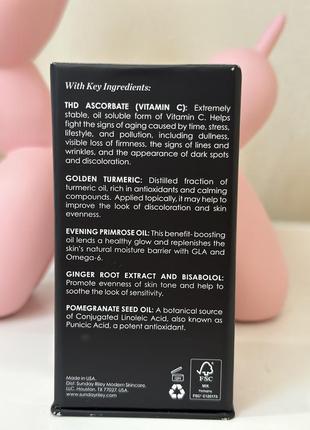 With Key Ingredients:
THD ASCORBATE (VITAMIN C): Extremely
stable, oil soluble form of Vitamin C. Helps
fight the signs of aging caused by time, stress,
lifestyle, and pollution, including dullness,
visible loss of firmness, the signs of lines and
wrinkles, and the appearance of dark spots
and discoloration.
GOLDEN TURMERIC: Distilled fraction of
turmeric oil, rich in antioxidants and calming
compounds. Applied topically, it may help to
improve the look of discoloration and skin
evenness.
EVENING PRIMROSE OIL: This benefit-boosting
oil lends a healthy glow and replenishes the
skin's natural moisture barrier with GLA and
Omega-6.
GINGER ROOT EXTRACT AND BISABOLOL:
Promote evenness of skin tone and help to
soothe the look of sensitivity.
POMEGRANATE SEED OIL: A botanical source
of Conjugated Linoleic Acid, also known as
Punicic Acid, a potent antioxidant.
Made in USA.
Dist. Sunday Riley Modern Skincare,
LLC. Houston, TX 77019
www.sundayriley.com
FSC
MIX
Packaging